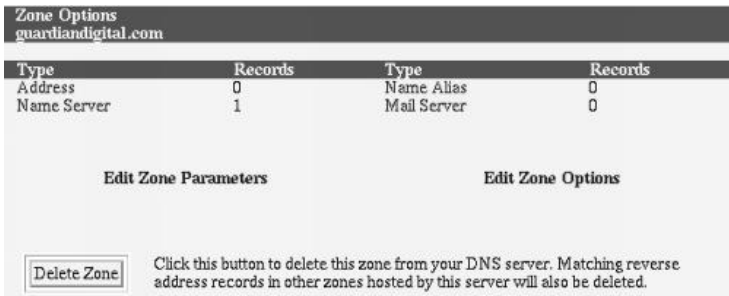 Zone Options
guardiandigital.com
Type Records Type Records
Address 0 Name Alias 0
Name Server 1 Mail Server 0
Edit Zone Parameters Edit Zone Options
Delete Zone Click this button to delete this zone from your DNS server. Matching reverse
address records in other zones hosted by this server will also be deleted.